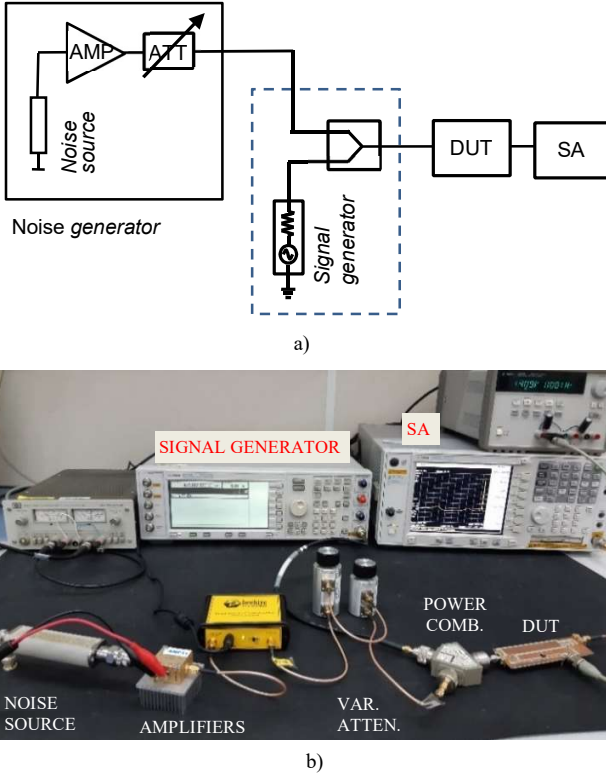 AMP
ATT
Noise
source
Noise generator
Signal
generator
DUT
SA
a)
SIGNAL GENERATOR
SA
POWER
COMB.
DUT
NOISE
SOURCE
AMPLIFIERS
VAR.
ATTEN.
b)